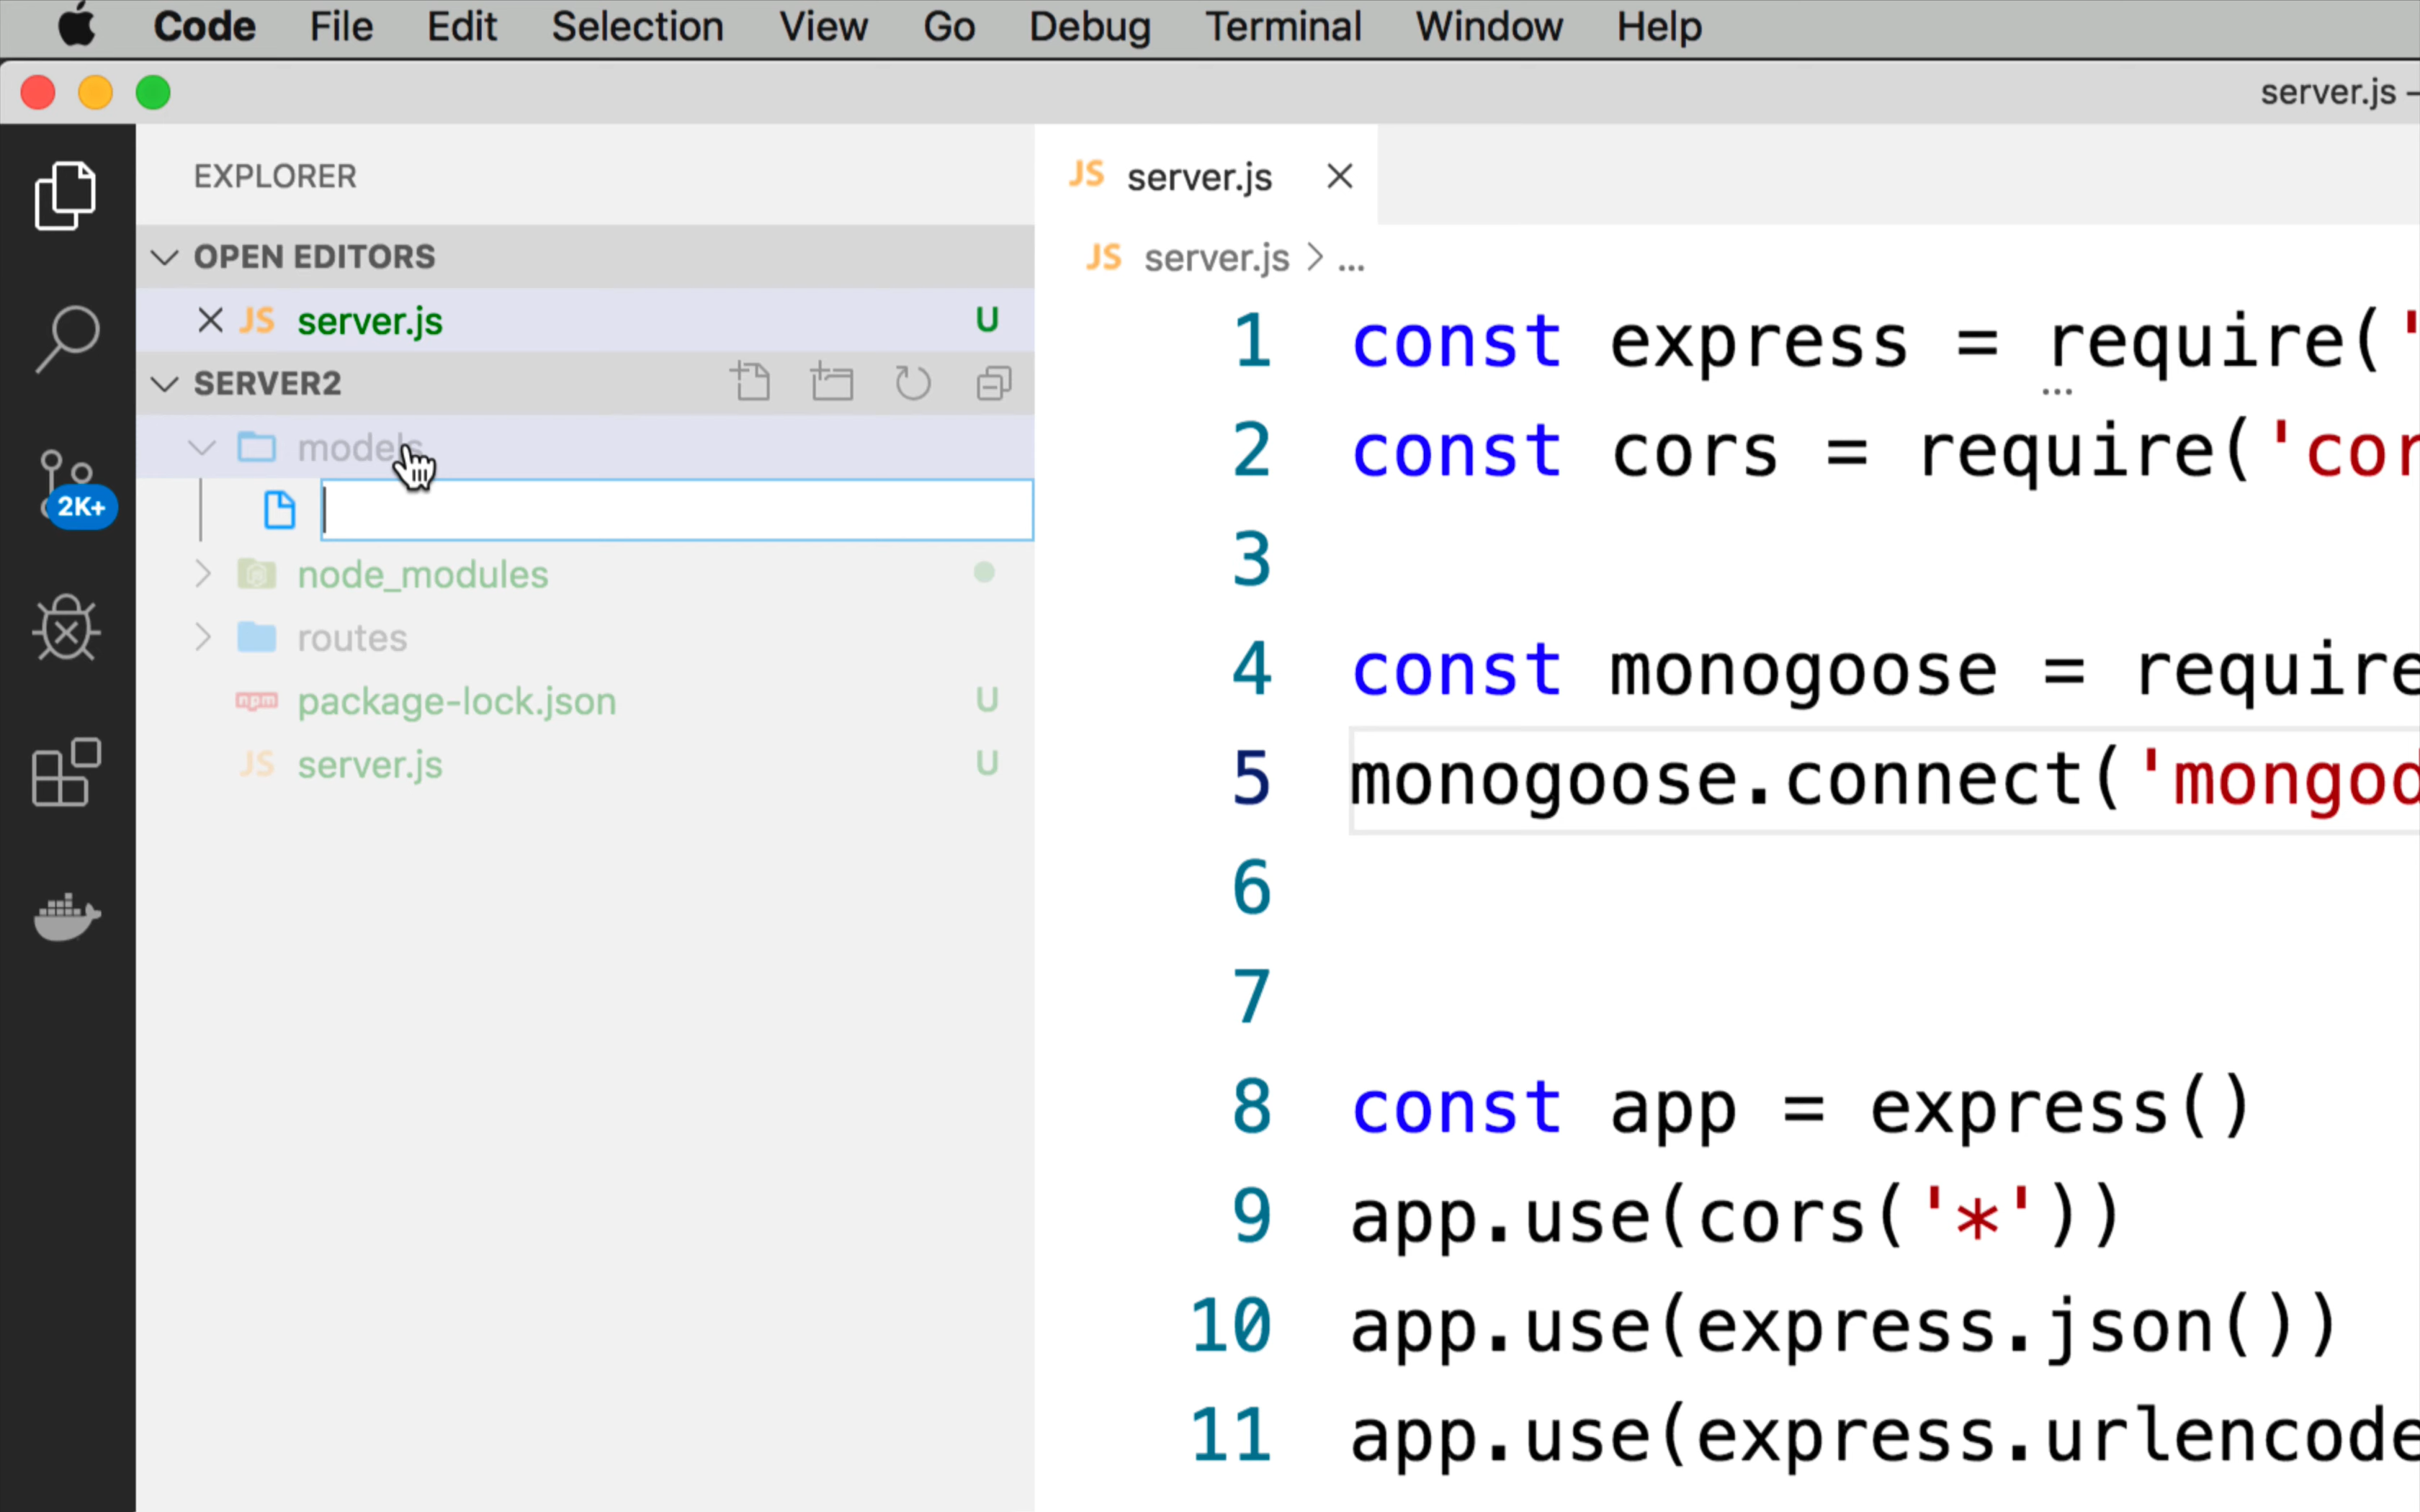 Code File Edit Selection View Go Debug Terminal Window Help
server.js –
EXPLORER
OPEN EDITORS
JS server.js U
SERVER2
models
node_modules
routes
npm package-lock.json U
JS server.js U
2K+
JS server.js
JS server.js > ...
1 const express = require('
2 const cors = require('cor
3
4 const monogoose = require
5 monogoose.connect('mongod
6
7
8 const app = express()
9 app.use(cors('*'))
10 app.use(express.json())
11 app.use(express.urlencode